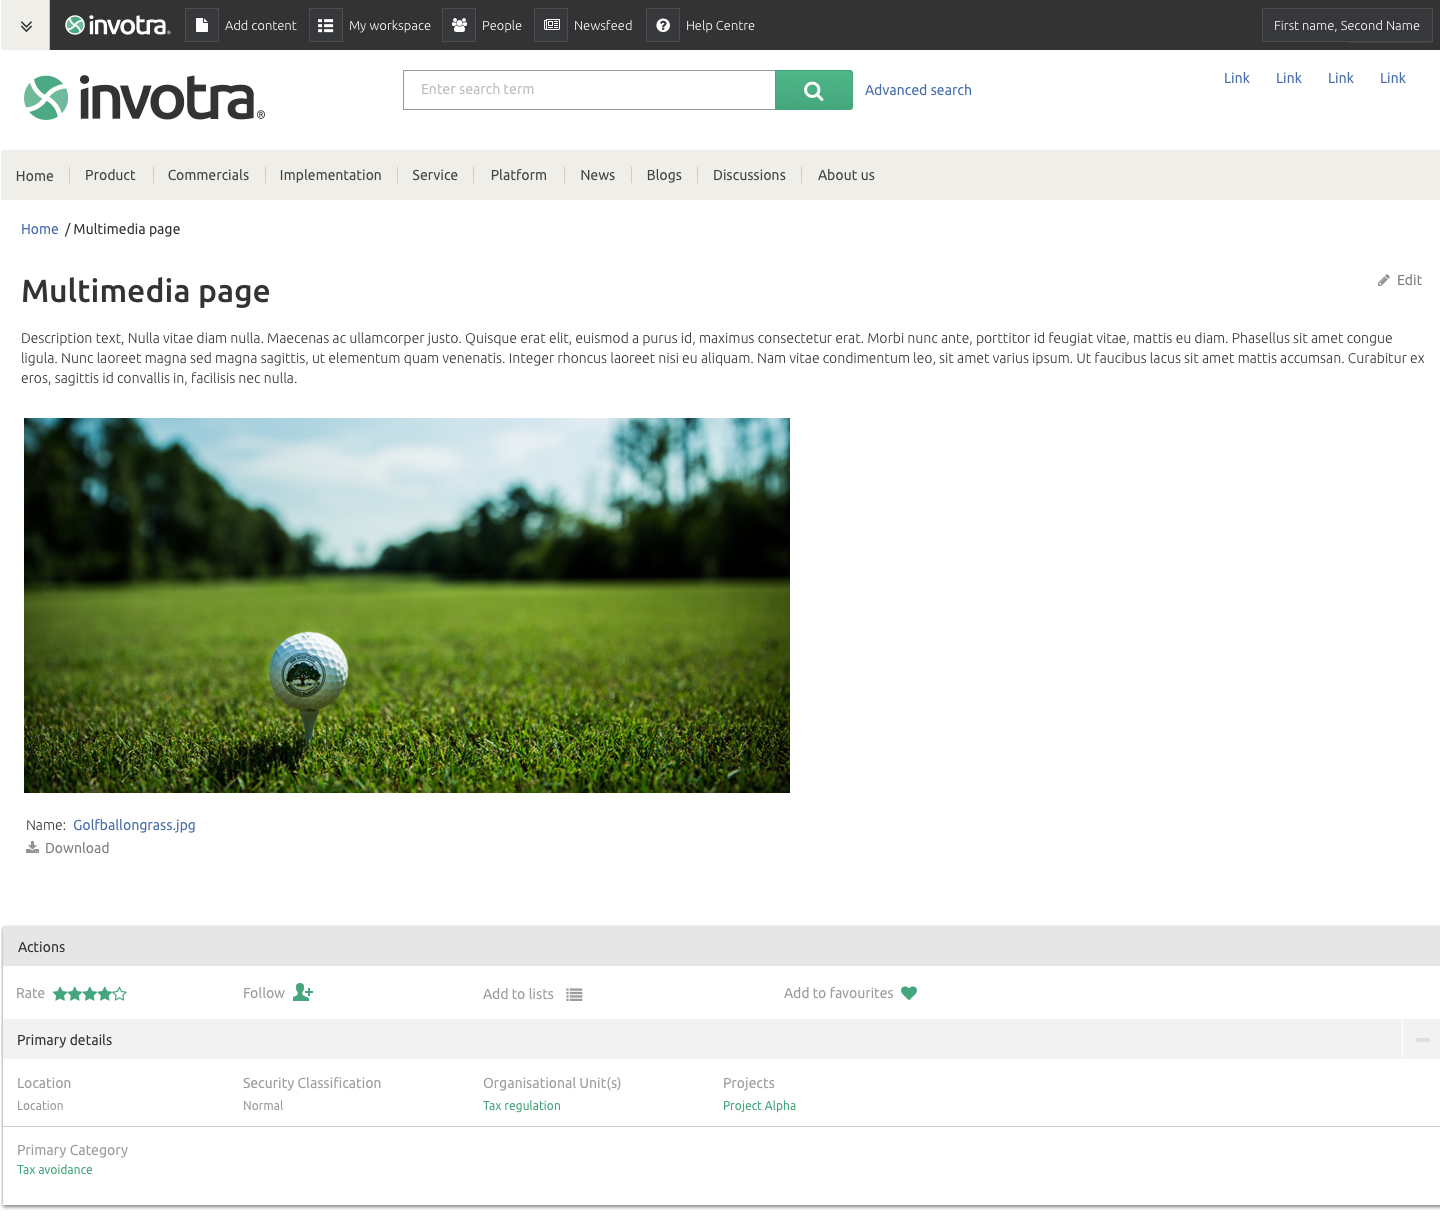 invotra
Add content
My workspace
People
Newsfeed
Help Centre
First name, Second Name
invotra®
Enter search term
Advanced search
Link
Link
Link
Link
Home
Product
Commercials
Implementation
Service
Platform
News
Blogs
Discussions
About us
Home / Multimedia page
Multimedia page
Edit
Description text, Nulla vitae diam nulla. Maecenas ac ullamcorper justo. Quisque erat elit, euismod a purus id, maximus consectetur erat. Morbi nunc ante, porttitor id feugiat vitae, mattis eu diam. Phasellus sit amet congue
ligula. Nunc laoreet magna sed magna sagittis, ut elementum quam venenatis. Integer rhoncus laoreet nisi eu aliquam. Nam vitae condimentum leo, sit amet varius ipsum. Ut faucibus lacus sit amet mattis accumsan. Curabitur ex
eros, sagittis id convallis in, facilisis nec nulla.
Name: Golfballongrass.jpg
Download
Actions
Rate
Follow
Add to lists
Add to favourites
Primary details
Location
Security Classification
Organisational Unit(s)
Projects
Location
Normal
Tax regulation
Project Alpha
Primary Category
Tax avoidance